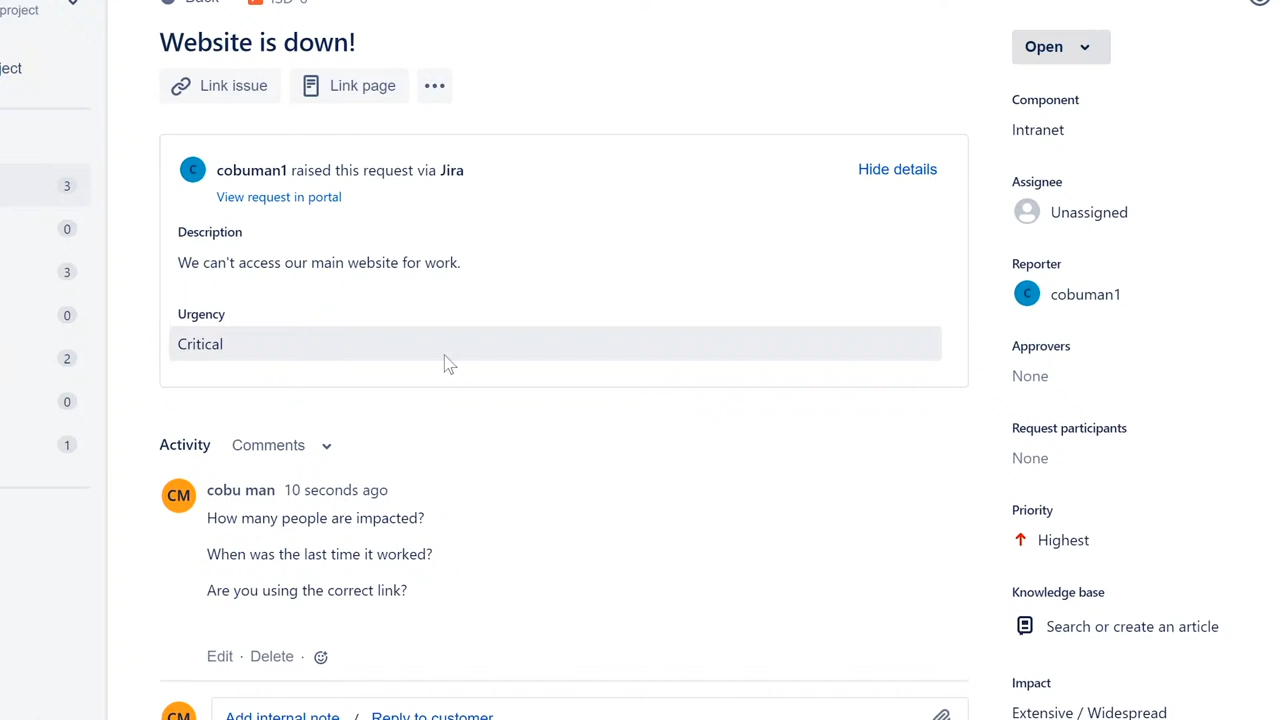 project
Back
Website is down!
Open
Link issue
Link page
ject
Component
Intranet
C
cobuman1 raised this request via Jira
Hide details
View request in portal
Assignee
Unassigned
3
0
3
0
2
0
1
Description
We can't access our main website for work.
Reporter
C
cobuman1
Urgency
Critical
Approvers
None
Request participants
None
Activity
Comments
CM
cobu man 10 seconds ago
How many people are impacted?
When was the last time it worked?
Are you using the correct link?
Edit · Delete ·
Priority
Highest
Knowledge base
Search or create an article
Impact
Extensive / Widespread
CM
Add internal note / Reply to customer